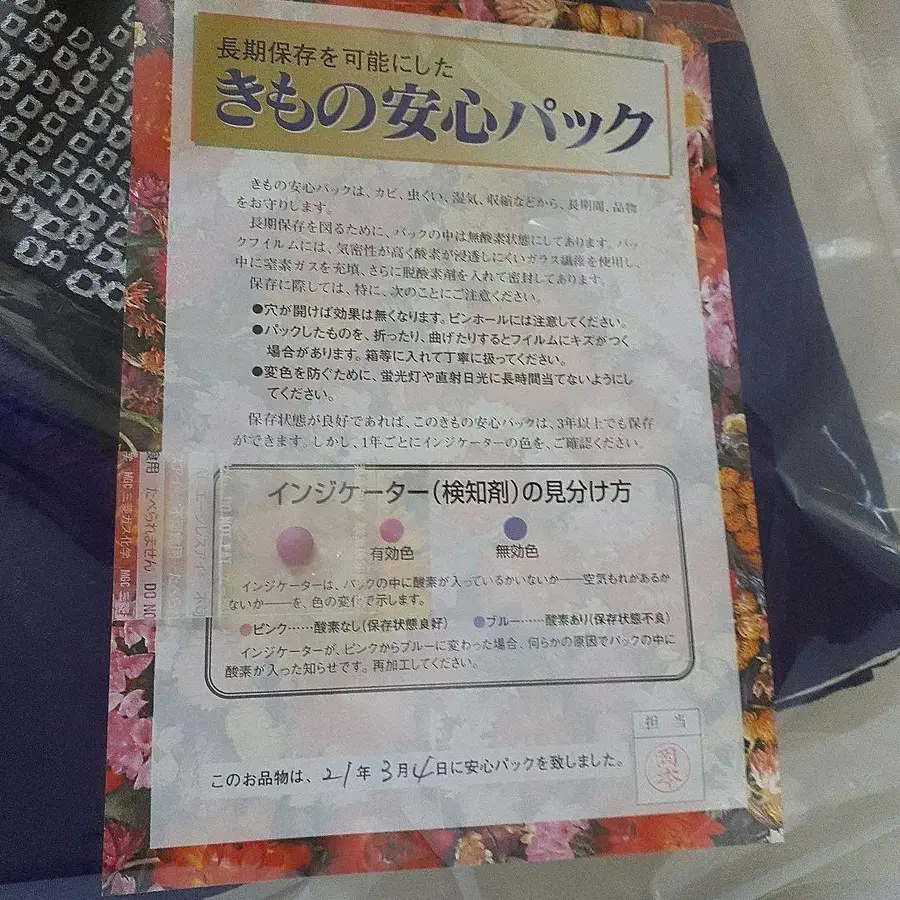 長期保存を可能にした
きもの安心パック
きもの安心パックは、カビ、虫くい、湿気、収縮などから、長期間、品物
をお守りします。
長期保存を図るために、パックの中は無酸素状態にしてあります。パッ
クフイルムには、気密性が高く酸素が浸透しにくいガラス繊維を使用し、
中に窒素ガスを充填、さらに脱酸素剤を入れて密封してあります。
保存に際しては、特に、次のことにご注意ください。
●穴が開けば効果は無くなります。ピンホールには注意してください。
●パックしたものを、折ったり、曲げたりするとフイルムにキズがつく
場合があります。箱等に入れて丁寧に扱ってください。
●変色を防ぐために、蛍光灯や直射日光に長時間当てないようにし
てください。
保存状態が良好であれば、このきもの安心パックは、3年以上でも保存
ができます。しかし、1年ごとにインジケーターの色を、ご確認ください。
インジケーター(検知剤)の見分け方
有効色
無効色
インジケーターは、パックの中に酸素が入っているかいないか──空気もれがあるか
ないか──を、色の変化で示します。
●ピンク……酸素なし(保存状態良好)
●ブルー……酸素あり(保存状態不良)
インジケーターが、ピンクからブルーに変わった場合、何らかの原因でパックの中に
酸素が入った知らせです。再加工してください。
担当
岡本
このお品物は、21年3月4日に安心パックを致しました。
食用 たべられません DO NO
MGC 三菱ガス化学 MGC 三菱